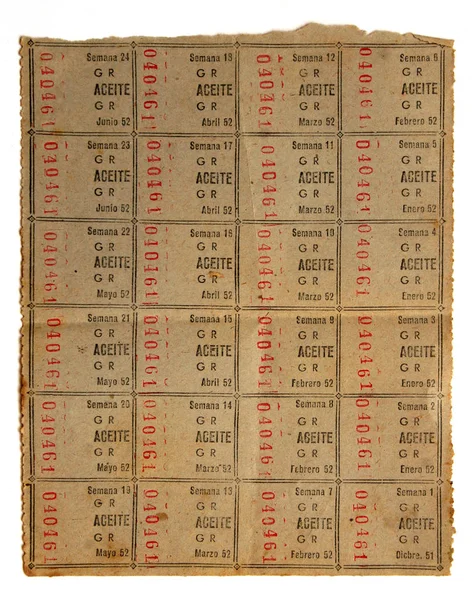 040461
Semana 24
G R
ACEITE
G R
Junio 52
040461
Semana 18
G R
ACEITE
G R
Abril 52
040461
Semana 12
G R
ACEITE
G R
Marzo 52
040461
Semana 6
G R
ACEITE
G R
Febrero 52
040461
Semana 23
G R
ACEITE
G R
Junio 52
040461
Semana 17
G R
ACEITE
G R
Abril 52
040461
Semana 11
G R
ACEITE
G R
Marzo 52
040461
Semana 5
G R
ACEITE
G R
Enero 52
040461
Semana 22
G R
ACEITE
G R
Mayo 52
040461
Semana 16
G R
ACEITE
G R
Abril 52
040461
Semana 10
G R
ACEITE
G R
Marzo 52
040461
Semana 4
G R
ACEITE
G R
Enero 52
040461
Semana 21
G R
ACEITE
G R
Mayo 52
040461
Semana 15
G R
ACEITE
G R
Abril 52
040461
Semana 9
G R
ACEITE
G R
Febrero 52
040461
Semana 3
G R
ACEITE
G R
Enero 52
040461
Semana 20
G R
ACEITE
G R
Mayo 52
040461
Semana 14
G R
ACEITE
G R
Marzo 52
040461
Semana 8
G R
ACEITE
G R
Febrero 52
040461
Semana 2
G R
ACEITE
G R
Enero 52
040461
Semana 19
G R
ACEITE
G R
Mayo 52
040461
Semana 13
G R
ACEITE
G R
Marzo 52
040461
Semana 7
G R
ACEITE
G R
Febrero 52
040461
Semana 1
G R
ACEITE
G R
Dicbre. 51